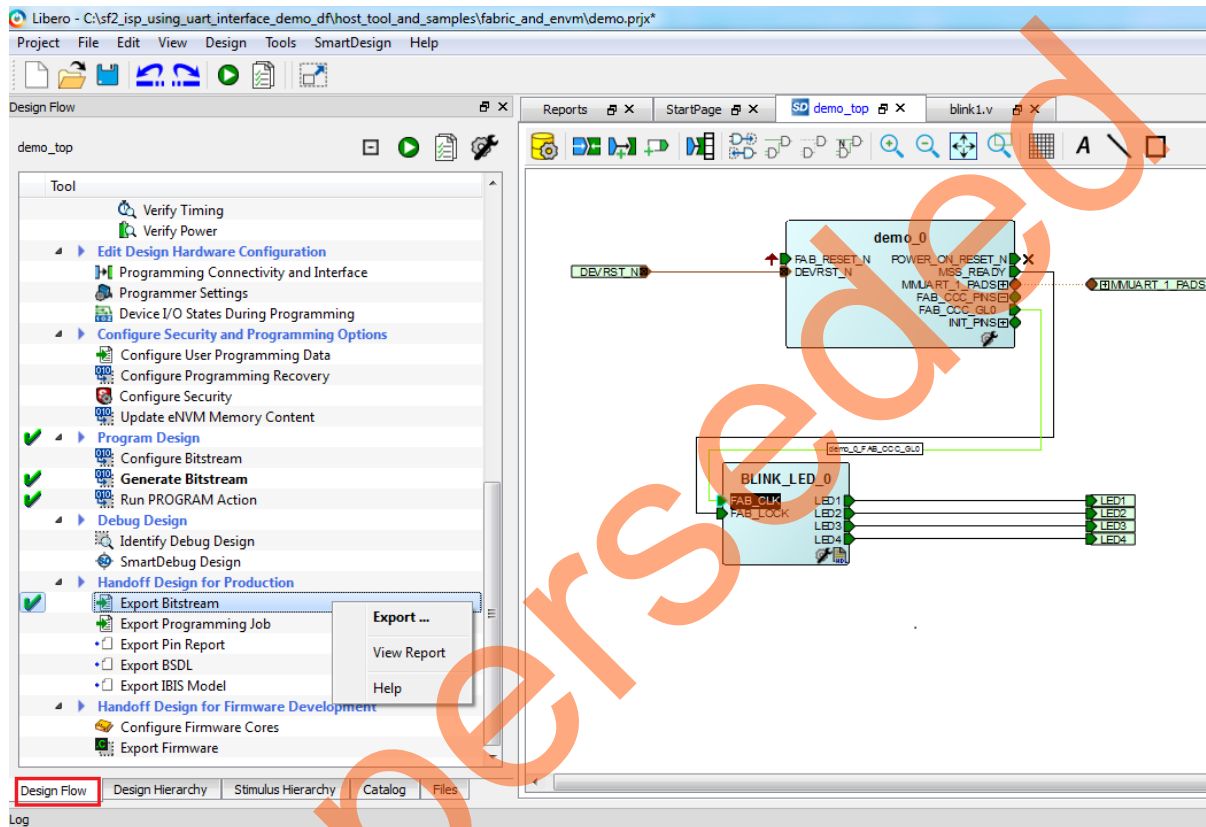 Libero - C:\sf2_isp_using_uart_interface_demo_df\host_tool_and_samples\fabric_and_envm\demo.prjx*
Project File Edit View Design Tools SmartDesign Help
Design Flow
Reports StartPage demo_top blink1.v
demo_top
Tool
Verify Timing
Verify Power
Edit Design Hardware Configuration
Programming Connectivity and Interface
Programmer Settings
Device I/O States During Programming
Configure Security and Programming Options
Configure User Programming Data
Configure Programming Recovery
Configure Security
Update eNVM Memory Content
Program Design
Configure Bitstream
Generate Bitstream
Run PROGRAM Action
Debug Design
Identify Debug Design
SmartDebug Design
Handoff Design for Production
Export Bitstream
Export Programming Job
Export Pin Report
Export BSDL
Export IBIS Model
Handoff Design for Firmware Development
Configure Firmware Cores
Export Firmware
Export ...
View Report
Help
Design Flow Design Hierarchy Stimulus Hierarchy Catalog Files
Log
demo_0
FAB_RESET_N POWER_ON_RESET_N
DEVRST_N DEVRST_N MSS_READY
MMUART_1_PADS MMUART_1_PADS
FAB_CCC_PINS
FAB_CCC_GL0
INIT_PINS
demo_0_FAB_CCC_GL0
BLINK_LED_0
FAB_CLK LED1 LED1
FAB_LOCK LED2 LED2
LED3 LED3
LED4 LED4
perseded